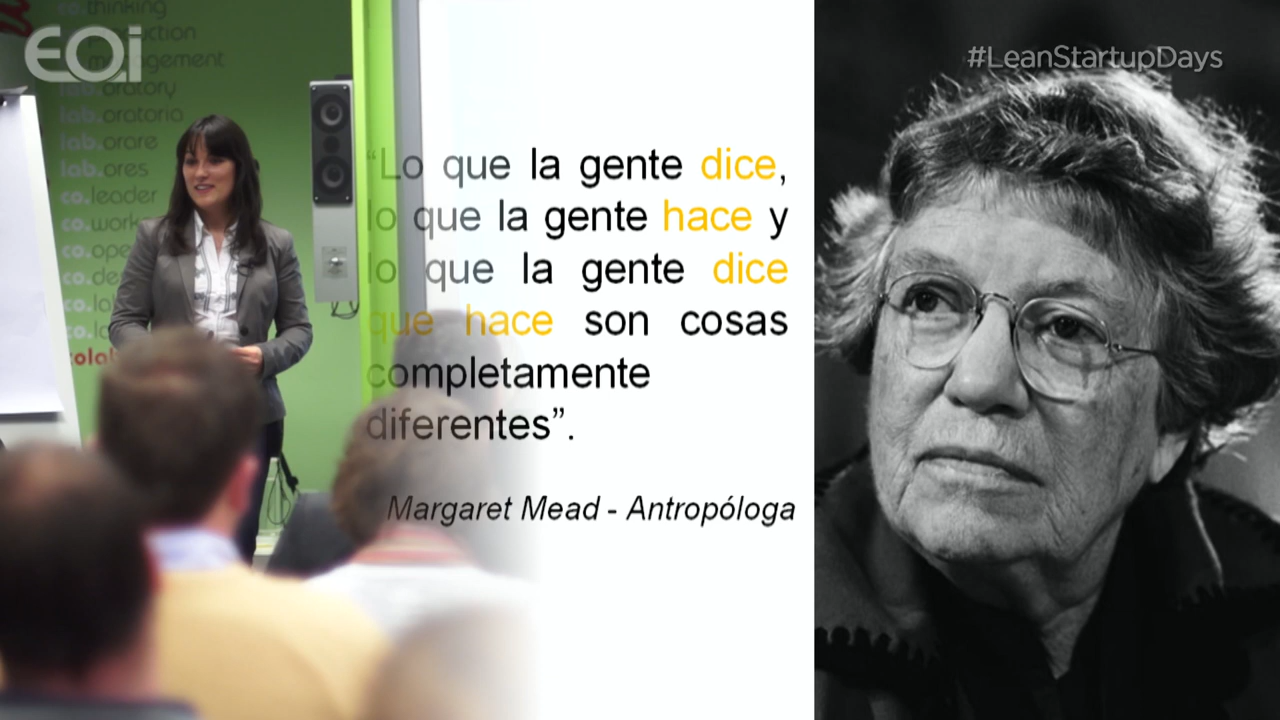 co.thinking
EOi
#LeanStartupDays
lab.oratory
lab.oratorio
lab.orare
lab.ores
co.leader
“Lo que la gente dice,
lo que la gente hace y
lo que la gente dice
que hace son cosas
completamente
diferentes”.
Margaret Mead - Antropóloga